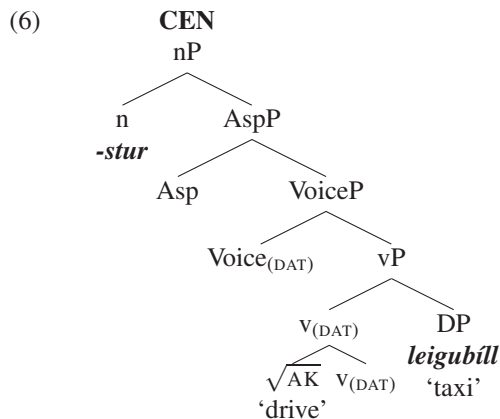 (6) CEN
nP
n AspP
-stur
Asp VoiceP
Voice(DAT) vP
v(DAT) DP
leigubíll
√AK v(DAT) 'taxi'
'drive'